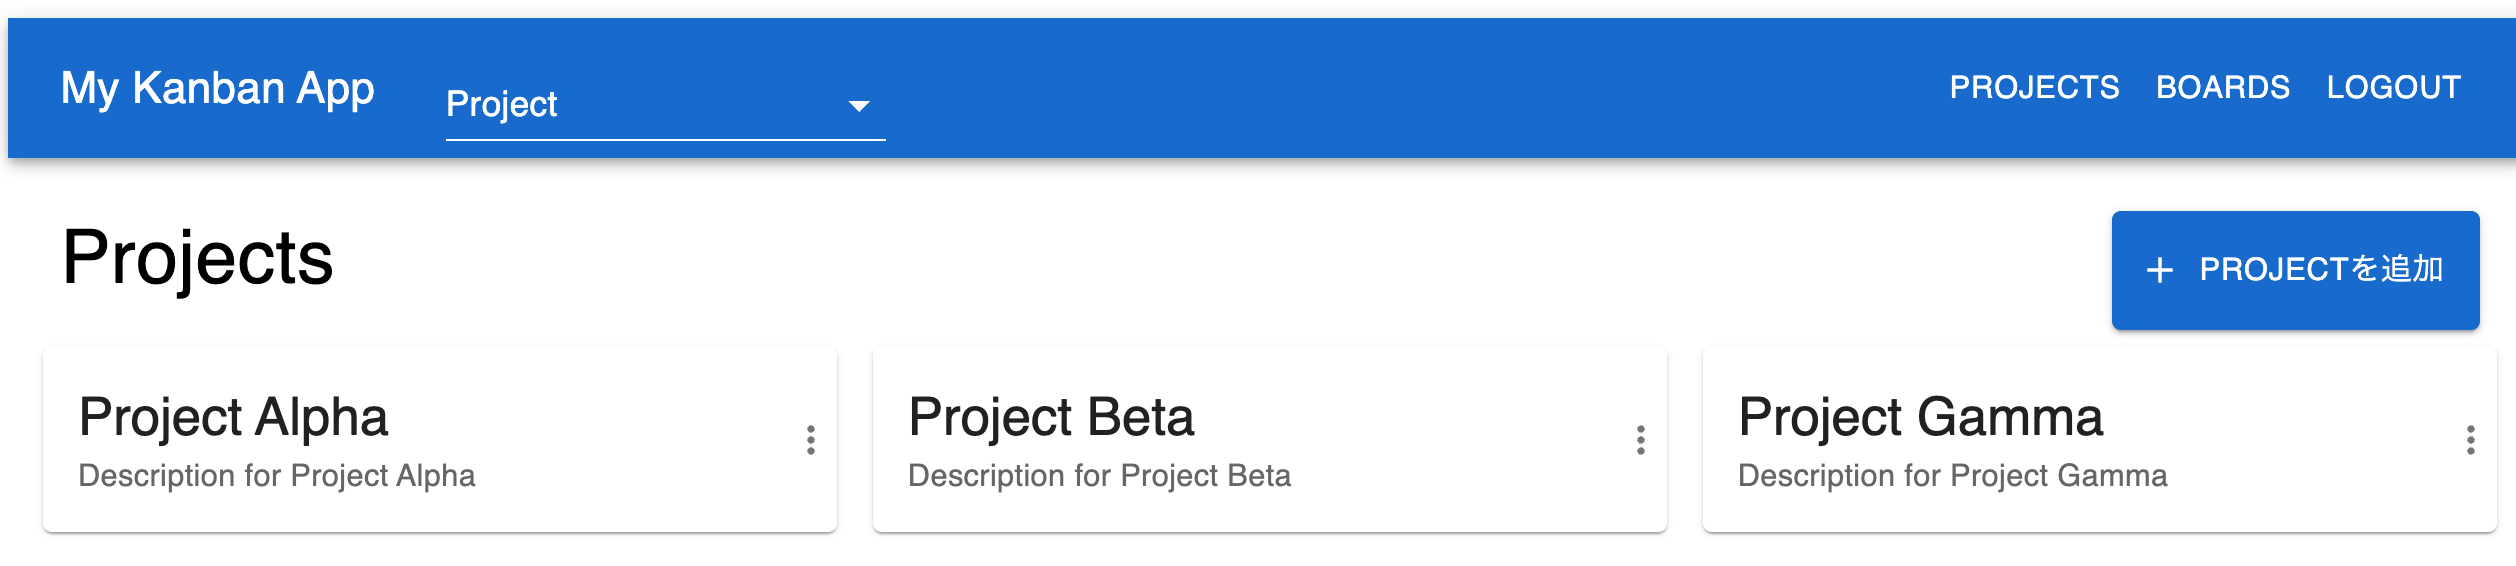 My Kanban App
Project
PROJECTS
BOARDS
LOGOUT
Projects
PROJECTを追加
Project Alpha
Description for Project Alpha
Project Beta
Description for Project Beta
Project Gamma
Description for Project Gamma